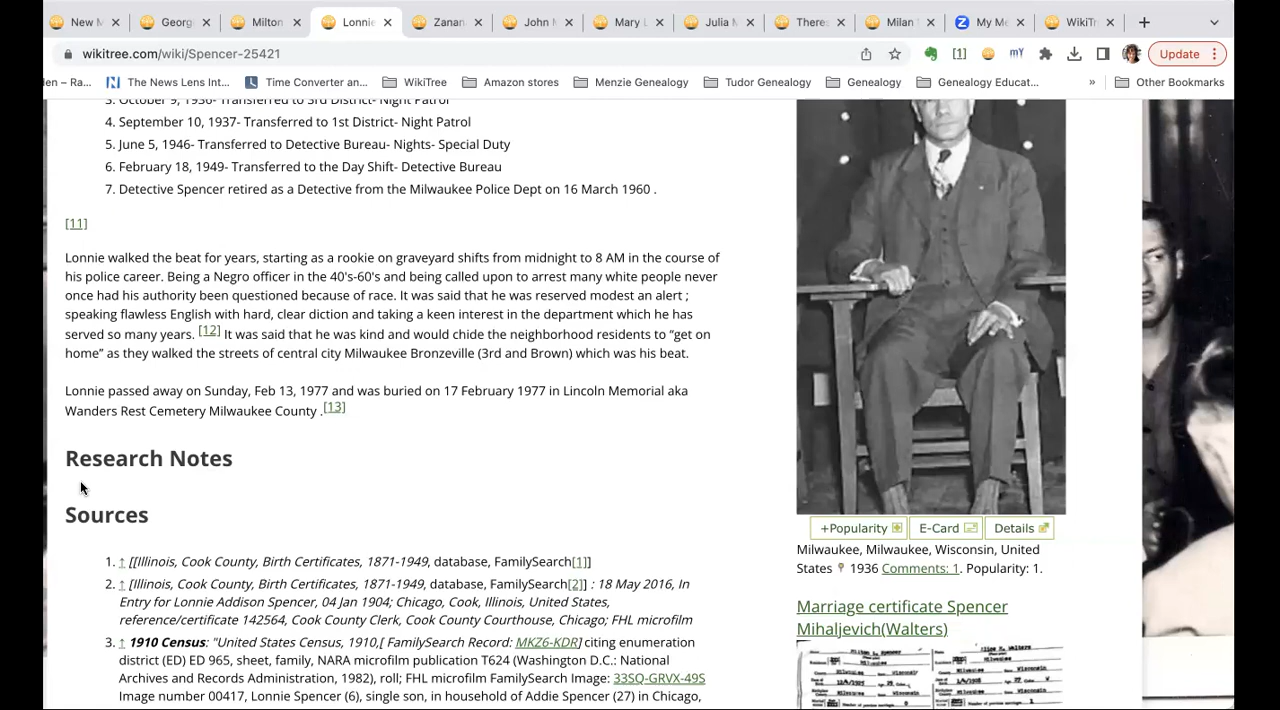 New M
Georg
Milton
Lonnie
Zanan
John M
Mary L
Julia M
Theres
Milan
My Me
WikiTr
wikitree.com/wiki/Spencer-25421
[1]
mY
Update
len – Ra...
The News Lens Int...
Time Converter an...
WikiTree
Amazon stores
Menzie Genealogy
Tudor Genealogy
Genealogy
Genealogy Educat...
»
Other Bookmarks
3. October 9, 1936- Transferred to 3rd District- Night Patrol
4. September 10, 1937- Transferred to 1st District- Night Patrol
5. June 5, 1946- Transferred to Detective Bureau- Nights- Special Duty
6. February 18, 1949- Transferred to the Day Shift- Detective Bureau
7. Detective Spencer retired as a Detective from the Milwaukee Police Dept on 16 March 1960 .
[11]
Lonnie walked the beat for years, starting as a rookie on graveyard shifts from midnight to 8 AM in the course of
his police career. Being a Negro officer in the 40's-60's and being called upon to arrest many white people never
once had his authority been questioned because of race. It was said that he was reserved modest an alert ;
speaking flawless English with hard, clear diction and taking a keen interest in the department which he has
served so many years. [12] It was said that he was kind and would chide the neighborhood residents to “get on
home” as they walked the streets of central city Milwaukee Bronzeville (3rd and Brown) which was his beat.
Lonnie passed away on Sunday, Feb 13, 1977 and was buried on 17 February 1977 in Lincoln Memorial aka
Wanders Rest Cemetery Milwaukee County .[13]
Research Notes
Sources
1. ↑ [[Illinois, Cook County, Birth Certificates, 1871-1949, database, FamilySearch[1]]
2. ↑ [Illinois, Cook County, Birth Certificates, 1871-1949, database, FamilySearch[2]] : 18 May 2016, In
Entry for Lonnie Addison Spencer, 04 Jan 1904; Chicago, Cook, Illinois, United States,
reference/certificate 142564, Cook County Clerk, Cook County Courthouse, Chicago; FHL microfilm
3. ↑ 1910 Census: "United States Census, 1910,[ FamilySearch Record: MKZ6-KDR] citing enumeration
district (ED) ED 965, sheet, family, NARA microfilm publication T624 (Washington D.C.: National
Archives and Records Administration, 1982), roll; FHL microfilm FamilySearch Image: 33SQ-GRVX-49S
Spencer (6), single son, in household of Addie Spencer (27) in Chicago,
+Popularity
E-Card
Details
Milwaukee, Milwaukee, Wisconsin, United
States 1936 Comments: 1. Popularity: 1.
Marriage certificate Spencer
Mihaljevich(Walters)